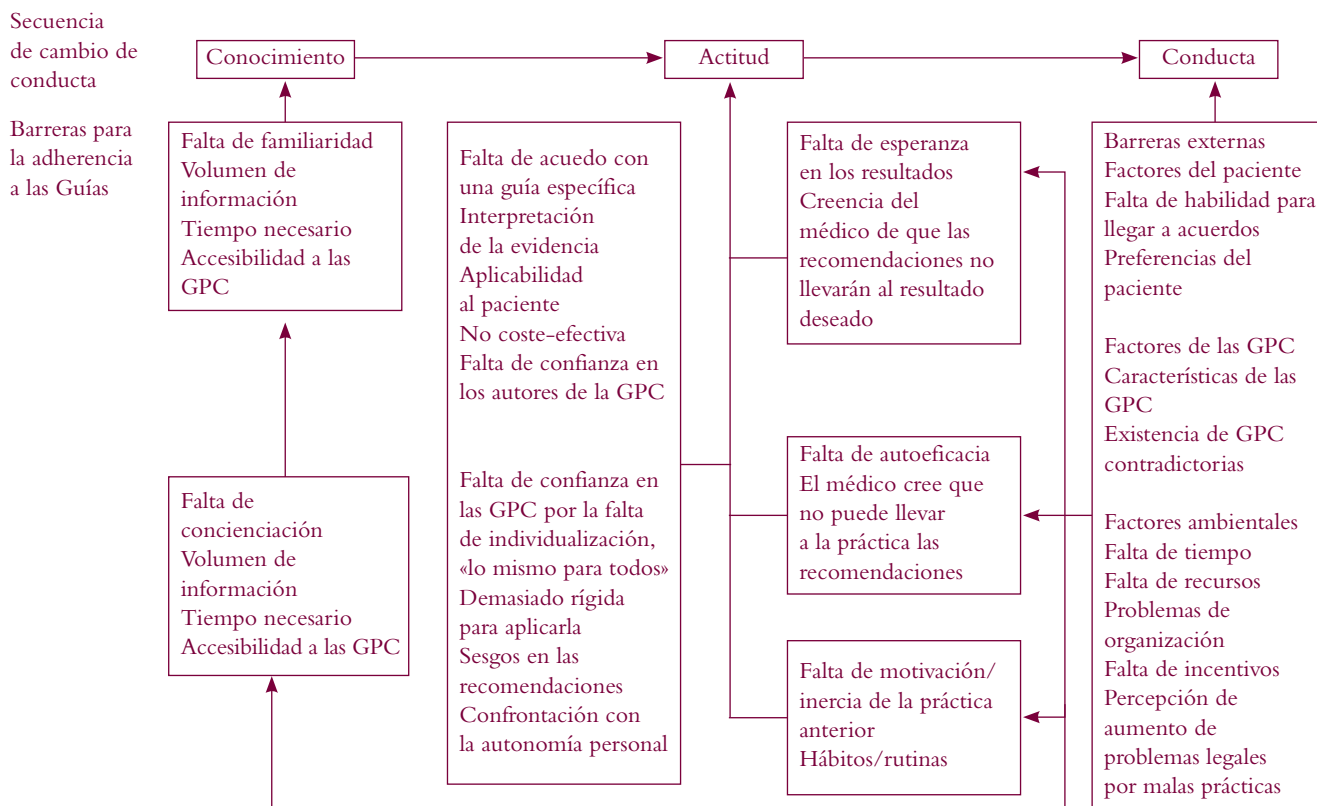 Secuencia
de cambio de
conducta
Conocimiento
Actitud
Conducta
Barreras para
la adherencia
a las Guías
Falta de familiaridad
Volumen de
información
Tiempo necesario
Accesibilidad a las
GPC
Falta de
concienciación
Volumen de
información
Tiempo necesario
Accesibilidad a las GPC
Falta de acuedo con
una guía específica
Interpretación
de la evidencia
Aplicabilidad
al paciente
No coste-efectiva
Falta de confianza en
los autores de la GPC
Falta de confianza en
las GPC por la falta
de individualización,
«lo mismo para todos»
Demasiado rígida
para aplicarla
Sesgos en las
recomendaciones
Confrontación con
la autonomía personal
Falta de esperanza
en los resultados
Creencia del
médico de que las
recomendaciones no
llevarán al resultado
deseado
Falta de autoeficacia
El médico cree que
no puede llevar
a la práctica las
recomendaciones
Falta de motivación/
inercia de la práctica
anterior
Hábitos/rutinas
Barreras externas
Factores del paciente
Falta de habilidad para
llegar a acuerdos
Preferencias del
paciente
Factores de las GPC
Características de las
GPC
Existencia de GPC
contradictorias
Factores ambientales
Falta de tiempo
Falta de recursos
Problemas de
organización
Falta de incentivos
Percepción de
aumento de
problemas legales
por malas prácticas